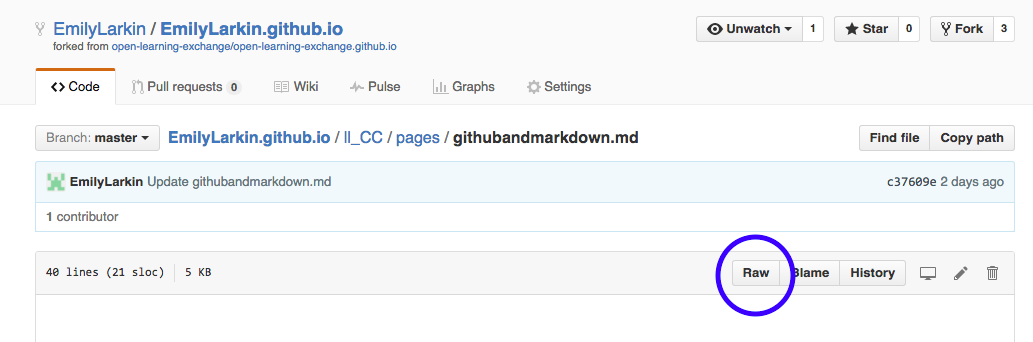 EmilyLarkin / EmilyLarkin.github.io
forked from open-learning-exchange/open-learning-exchange.github.io
Unwatch 1 Star 0 Fork 3
Code Pull requests 0 Wiki Pulse Graphs Settings
Branch: master EmilyLarkin.github.io / ll_CC / pages / githubandmarkdown.md Find file Copy path
EmilyLarkin Update githubandmarkdown.md c37609e 2 days ago
1 contributor
40 lines (21 sloc) 5 KB Raw Blame History